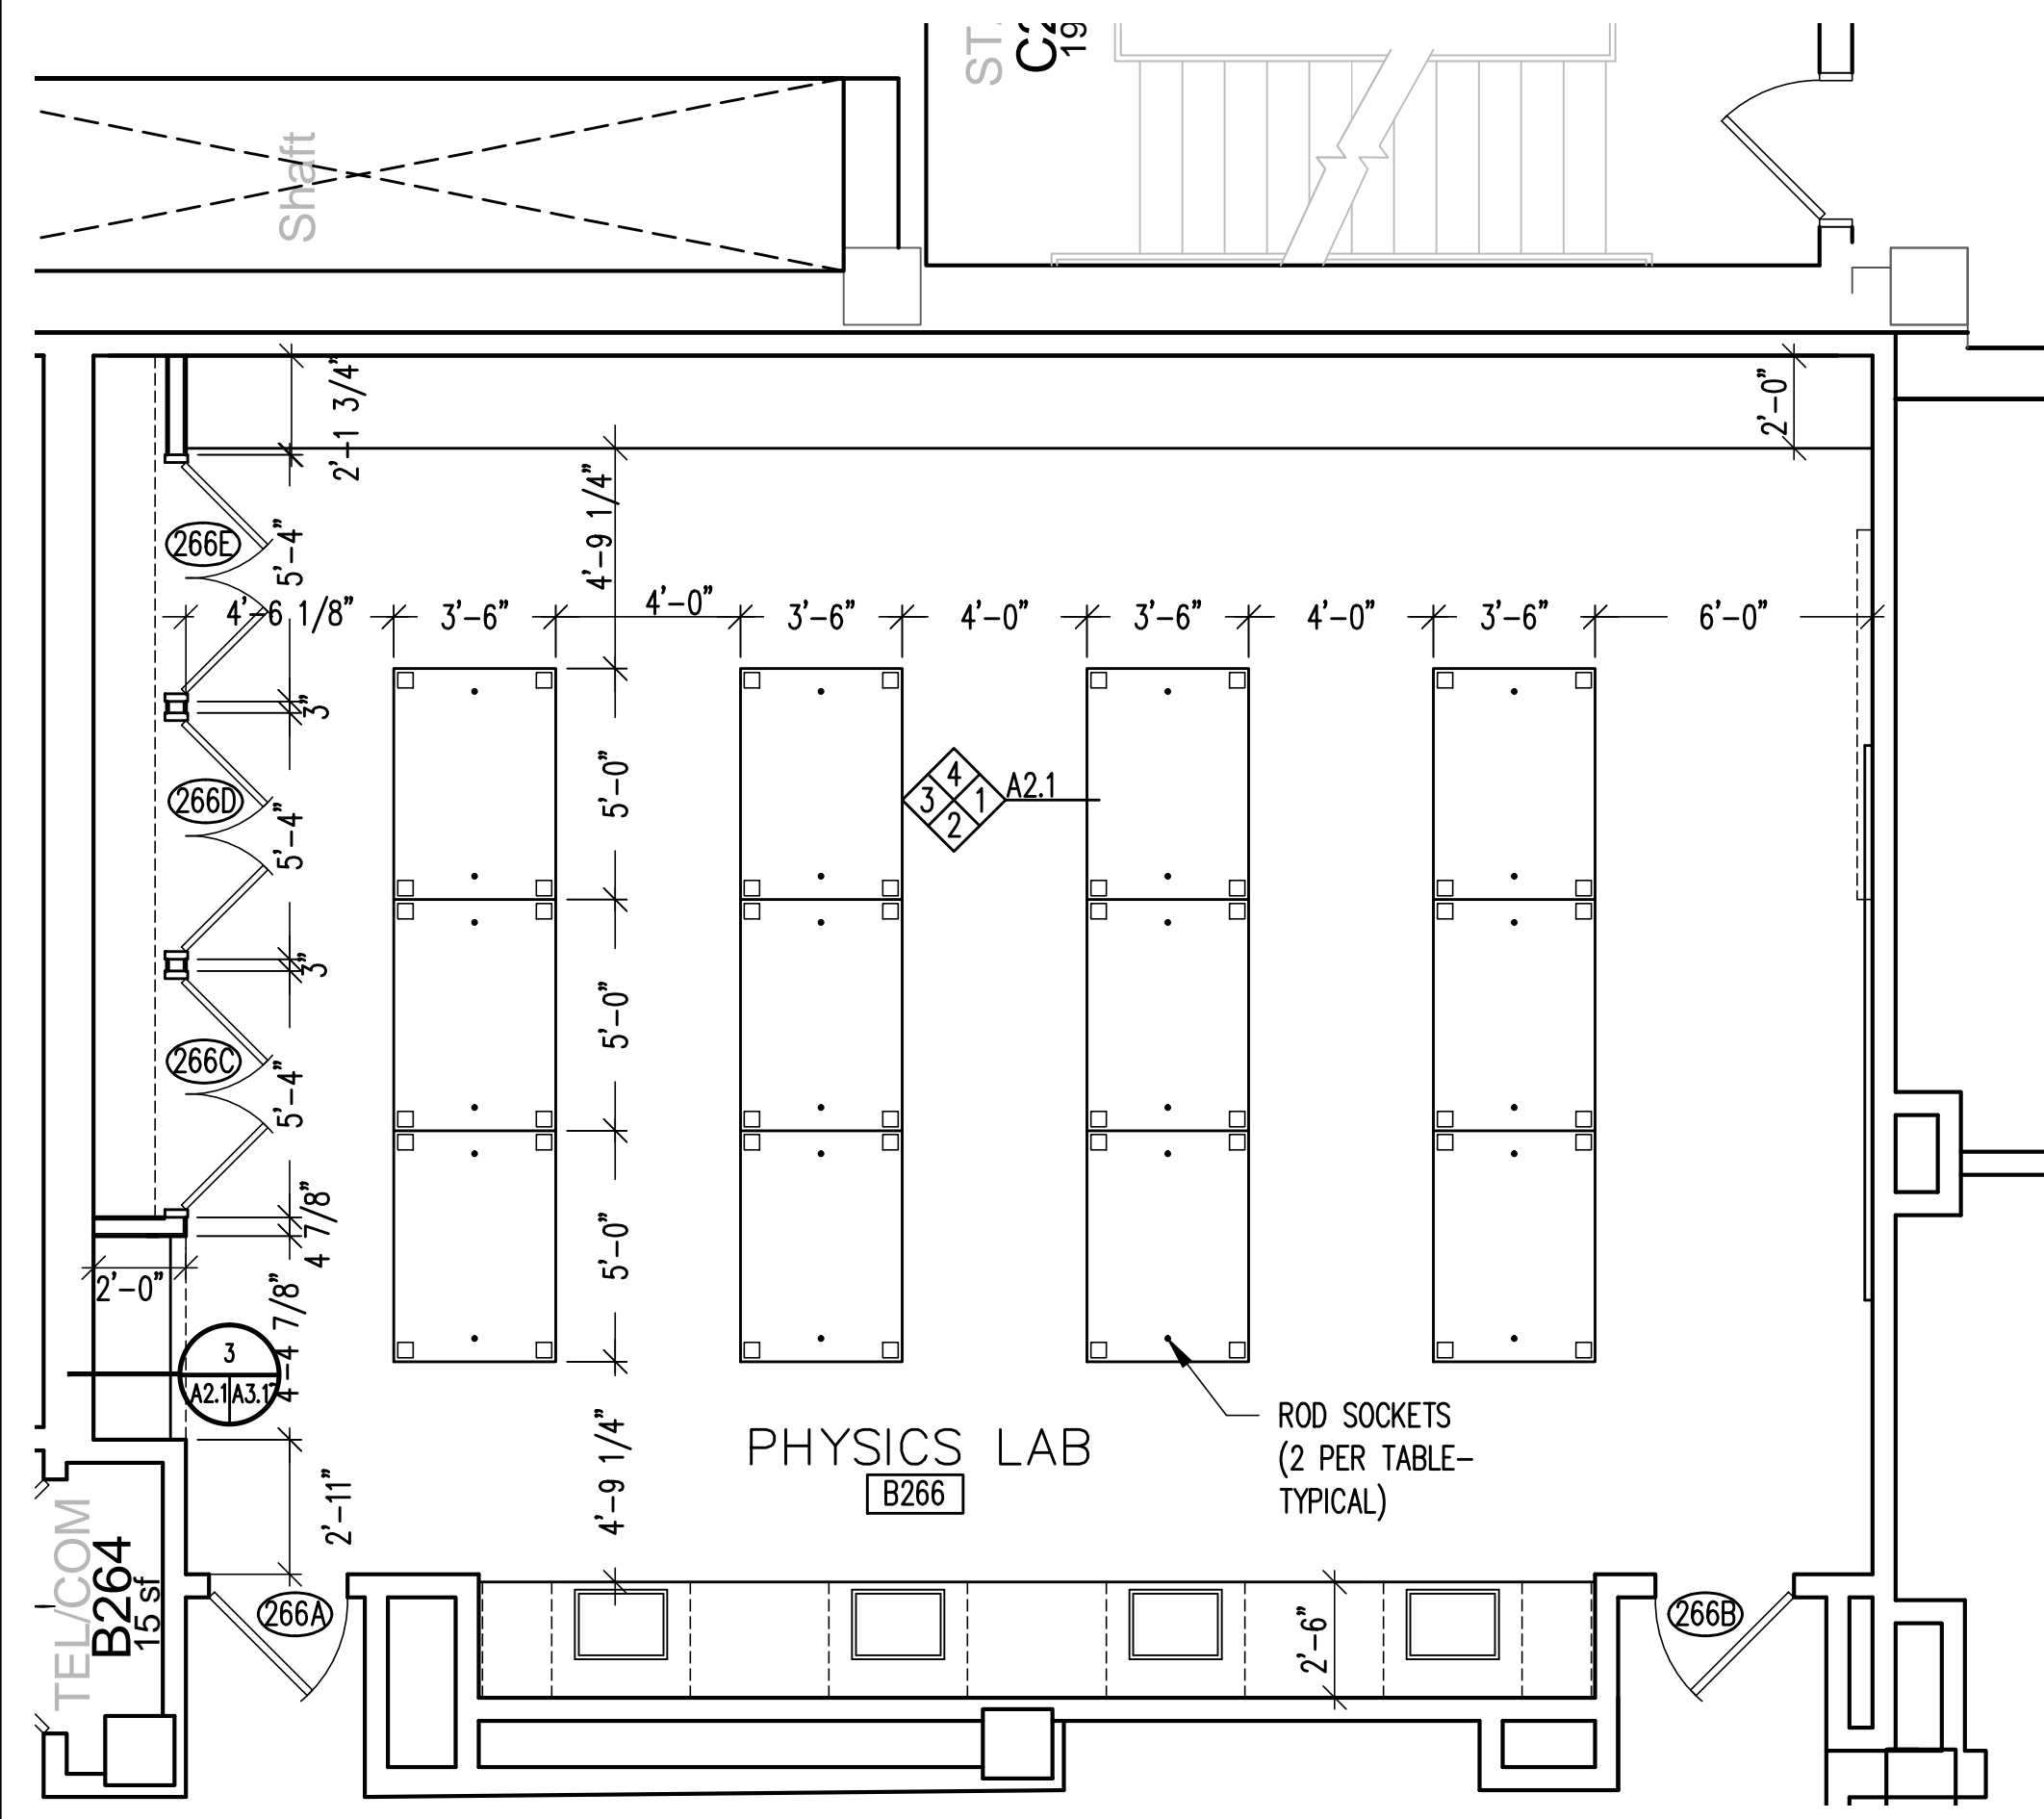 ST
C2
19
Shaft
2'-1 3/4"
2'-0"
4'-9 1/4"
266E
5'-4"
4'-6 1/8"
3'-6"
4'-0"
3'-6"
4'-0"
3'-6"
4'-0"
3'-6"
6'-0"
3"
5'-0"
4
3
1
2
A2.1
266D
5'-4"
3"
5'-0"
266C
5'-4"
4 7/8"
5'-0"
2'-0"
4'-4 7/8"
3
A2.1
A3.1
ROD SOCKETS
(2 PER TABLE-
TYPICAL)
PHYSICS LAB
B266
4'-9 1/4"
2'-11"
TEL/COM
B264
15 sf
266A
2'-6"
266B